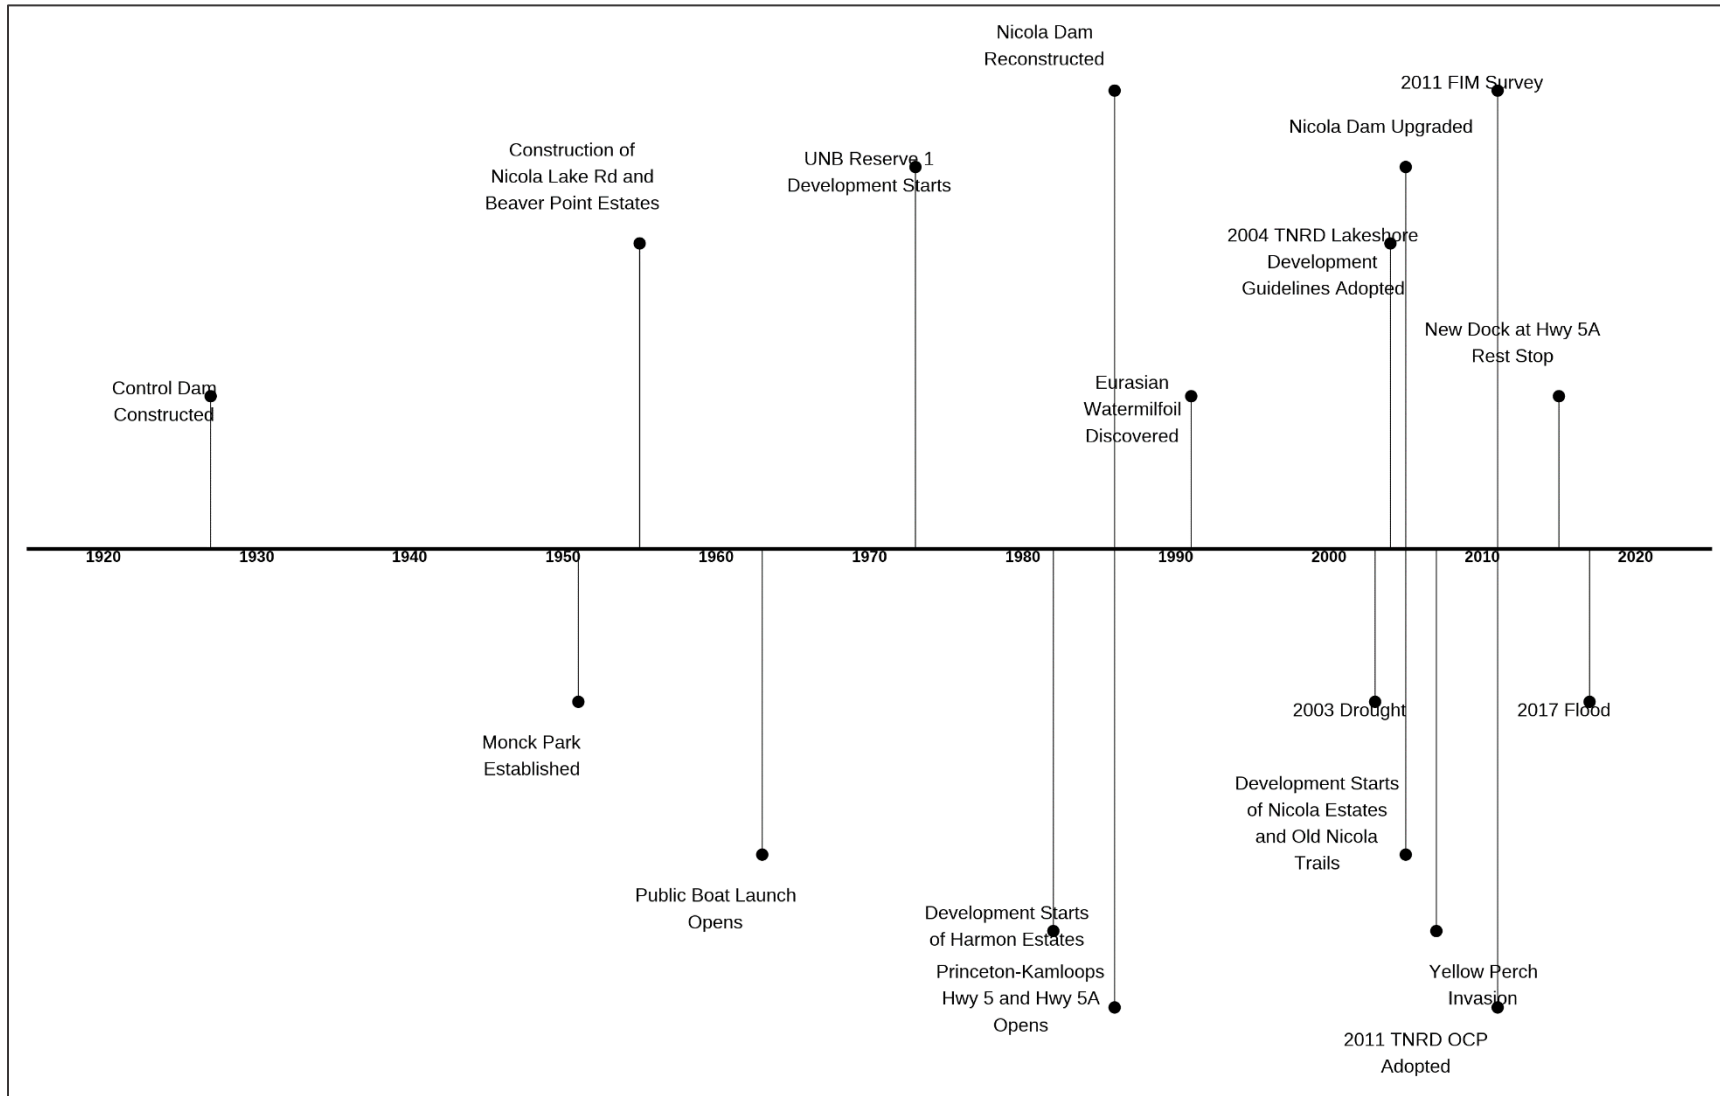 Nicola Dam
Reconstructed
2011 FIM Survey
Nicola Dam Upgraded
Construction of
Nicola Lake Rd and
Beaver Point Estates
UNB Reserve 1
Development Starts
2004 TNRD Lakeshore
Development
Guidelines Adopted
New Dock at Hwy 5A
Rest Stop
Control Dam
Constructed
Eurasian
Watermilfoil
Discovered
1920 1930 1940 1950 1960 1970 1980 1990 2000 2010 2020
2003 Drought
2017 Flood
Monck Park
Established
Development Starts
of Nicola Estates
and Old Nicola
Trails
Public Boat Launch
Opens
Development Starts
of Harmon Estates
Princeton-Kamloops
Hwy 5 and Hwy 5A
Opens
Yellow Perch
Invasion
2011 TNRD OCP
Adopted